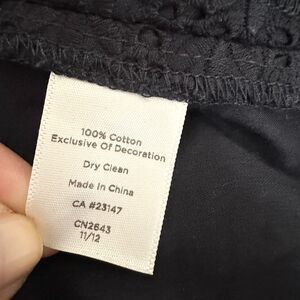 100% Cotton
Exclusive Of Decoration
Dry Clean
Made In China
CA #23147
CN2643
11/12